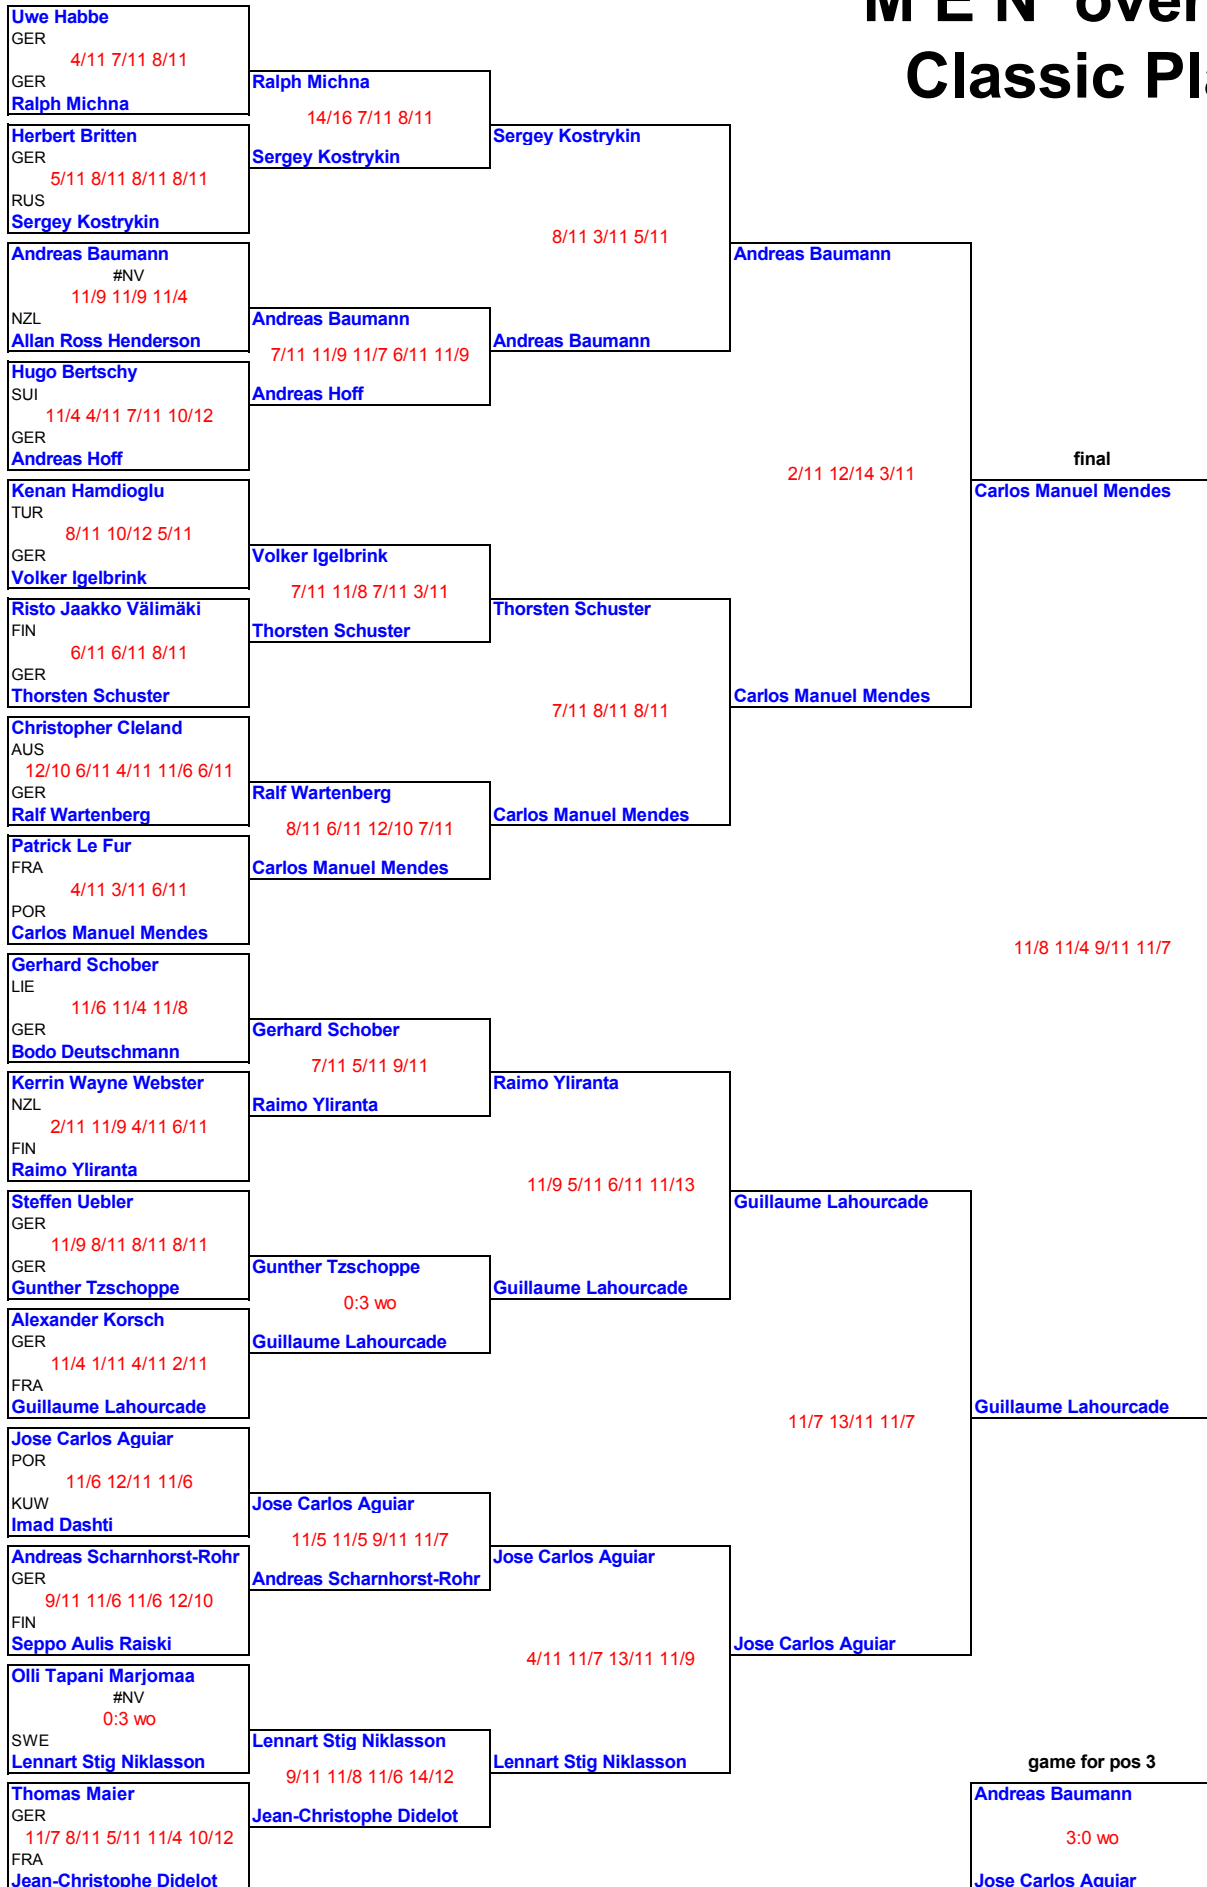 M E N over
Classic Pla
Uwe Habbe
GER
4/11 7/11 8/11
GER
Ralph Michna
Herbert Britten
GER
5/11 8/11 8/11 8/11
RUS
Sergey Kostrykin
Andreas Baumann
#NV
11/9 11/9 11/4
NZL
Allan Ross Henderson
Hugo Bertschy
SUI
11/4 4/11 7/11 10/12
GER
Andreas Hoff
Kenan Hamdioglu
TUR
8/11 10/12 5/11
GER
Volker Igelbrink
Risto Jaakko Välimäki
FIN
6/11 6/11 8/11
GER
Thorsten Schuster
Christopher Cleland
AUS
12/10 6/11 4/11 11/6 6/11
GER
Ralf Wartenberg
Patrick Le Fur
FRA
4/11 3/11 6/11
POR
Carlos Manuel Mendes
Gerhard Schober
LIE
11/6 11/4 11/8
GER
Bodo Deutschmann
Kerrin Wayne Webster
NZL
2/11 11/9 4/11 6/11
FIN
Raimo Yliranta
Steffen Uebler
GER
11/9 8/11 8/11 8/11
GER
Gunther Tzschoppe
Alexander Korsch
GER
11/4 1/11 4/11 2/11
FRA
Guillaume Lahourcade
Jose Carlos Aguiar
POR
11/6 12/11 11/6
KUW
Imad Dashti
Andreas Scharnhorst-Rohr
GER
9/11 11/6 11/6 12/10
FIN
Seppo Aulis Raiski
Olli Tapani Marjomaa
#NV
0:3 wo
SWE
Lennart Stig Niklasson
Thomas Maier
GER
11/7 8/11 5/11 11/4 10/12
FRA
Jean-Christophe Didelot
Ralph Michna
14/16 7/11 8/11
Sergey Kostrykin
Andreas Baumann
7/11 11/9 11/7 6/11 11/9
Andreas Hoff
Volker Igelbrink
7/11 11/8 7/11 3/11
Thorsten Schuster
Ralf Wartenberg
8/11 6/11 12/10 7/11
Carlos Manuel Mendes
Gerhard Schober
7/11 5/11 9/11
Raimo Yliranta
Gunther Tzschoppe
0:3 wo
Guillaume Lahourcade
Jose Carlos Aguiar
11/5 11/5 9/11 11/7
Andreas Scharnhorst-Rohr
Lennart Stig Niklasson
9/11 11/8 11/6 14/12
Jean-Christophe Didelot
Sergey Kostrykin
8/11 3/11 5/11
Andreas Baumann
Thorsten Schuster
7/11 8/11 8/11
Carlos Manuel Mendes
Raimo Yliranta
11/9 5/11 6/11 11/13
Guillaume Lahourcade
Jose Carlos Aguiar
4/11 11/7 13/11 11/9
Lennart Stig Niklasson
Andreas Baumann
2/11 12/14 3/11
Carlos Manuel Mendes
Guillaume Lahourcade
11/7 13/11 11/7
Jose Carlos Aguiar
final
Carlos Manuel Mendes
11/8 11/4 9/11 11/7
Guillaume Lahourcade
game for pos 3
Andreas Baumann
3:0 wo
Jose Carlos Aguiar